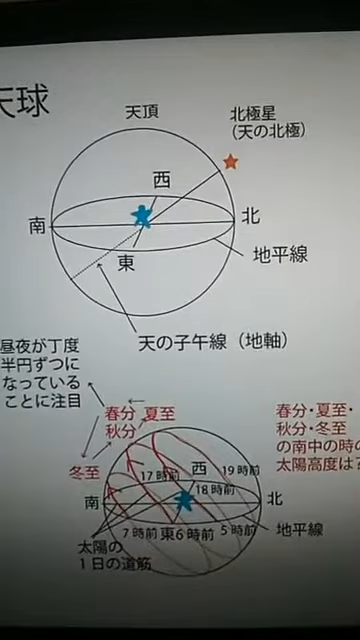 天球
天頂
北極星
(天の北極)
西
南
北
東
地平線
天の子午線(地軸)
昼夜が丁度
半円ずつに
なっている
ことに注目
春分・夏至
秋分
冬至
春分・夏至・
秋分・冬至
の南中の時の
太陽高度は?
17時前
西
19時前
18時前
南
北
7時前
東6時前
5時前
地平線
太陽の
1日の道筋